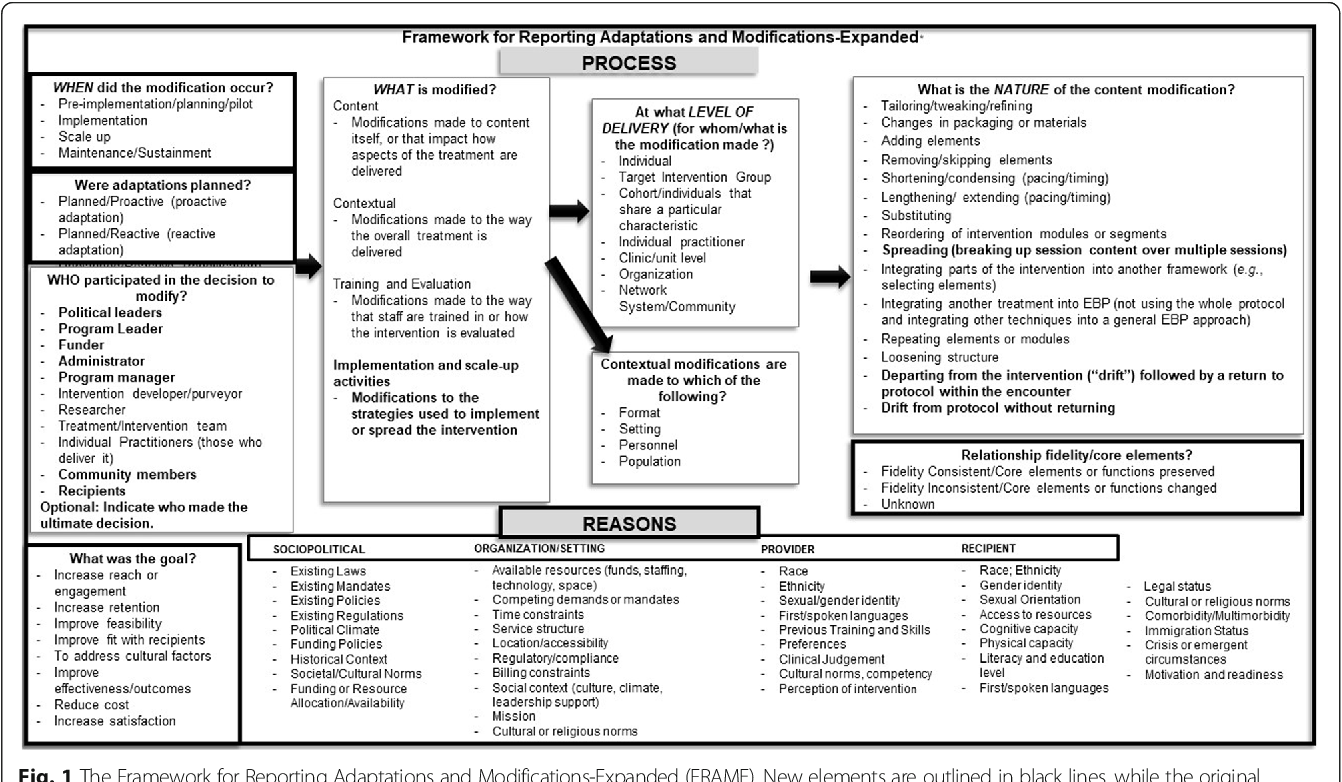 Framework for Reporting Adaptations and Modifications-Expanded
PROCESS
WHEN did the modification occur?
- Pre-implementation/planning/pilot
- Implementation
- Scale up
- Maintenance/Sustainment
Were adaptations planned?
- Planned/Proactive (proactive
adaptation)
- Planned/Reactive (reactive
adaptation)
WHO participated in the decision to
modify?
- Political leaders
- Program Leader
- Funder
- Administrator
- Program manager
- Intervention developer/purveyor
- Researcher
- Treatment/Intervention team
- Individual Practitioners (those who
deliver it)
- Community members
- Recipients
Optional: Indicate who made the
ultimate decision.
WHAT is modified?
Content
- Modifications made to content
itself, or that impact how
aspects of the treatment are
delivered
Contextual
- Modifications made to the way
the overall treatment is
delivered
Training and Evaluation
- Modifications made to the way
that staff are trained in or how
the intervention is evaluated
Implementation and scale-up
activities
- Modifications to the
strategies used to implement
or spread the intervention
At what LEVEL OF
DELIVERY (for whom/what is
the modification made ?)
- Individual
- Target Intervention Group
- Cohort/individuals that
share a particular
characteristic
- Individual practitioner
- Clinic/unit level
- Organization
- Network
System/Community
Contextual modifications are
made to which of the
following?
- Format
- Setting
- Personnel
- Population
What is the NATURE of the content modification?
- Tailoring/tweaking/refining
- Changes in packaging or materials
- Adding elements
- Removing/skipping elements
- Shortening/condensing (pacing/timing)
- Lengthening/ extending (pacing/timing)
- Substituting
- Reordering of intervention modules or segments
- Spreading (breaking up session content over multiple sessions)
- Integrating parts of the intervention into another framework (e.g.,
selecting elements)
- Integrating another treatment into EBP (not using the whole protocol
and integrating other techniques into a general EBP approach)
- Repeating elements or modules
- Loosening structure
- Departing from the intervention (“drift”) followed by a return to
protocol within the encounter
- Drift from protocol without returning
Relationship fidelity/core elements?
- Fidelity Consistent/Core elements or functions preserved
- Fidelity Inconsistent/Core elements or functions changed
- Unknown
REASONS
What was the goal?
- Increase reach or
engagement
- Increase retention
- Improve feasibility
- Improve fit with recipients
- To address cultural factors
- Improve
effectiveness/outcomes
- Reduce cost
- Increase satisfaction
SOCIOPOLITICAL
- Existing Laws
- Existing Mandates
- Existing Policies
- Existing Regulations
- Political Climate
- Funding Policies
- Historical Context
- Societal/Cultural Norms
- Funding or Resource
Allocation/Availability
ORGANIZATION/SETTING
- Available resources (funds, staffing,
technology, space)
- Competing demands or mandates
- Time constraints
- Service structure
- Location/accessibility
- Regulatory/compliance
- Billing constraints
- Social context (culture, climate,
leadership support)
- Mission
- Cultural or religious norms
PROVIDER
- Race
- Ethnicity
- Sexual/gender identity
- First/spoken languages
- Previous Training and Skills
- Preferences
- Clinical Judgement
- Cultural norms, competency
- Perception of intervention
RECIPIENT
- Race; Ethnicity
- Gender identity
- Sexual Orientation
- Access to resources
- Cognitive capacity
- Physical capacity
- Literacy and education
level
- First/spoken languages
- Legal status
- Cultural or religious norms
- Comorbidity/Multimorbidity
- Immigration Status
- Crisis or emergent
circumstances
- Motivation and readiness
Fig. 1 The Framework for Reporting Adaptations and Modifications-Expanded (FRAME). New elements are outlined in black lines, while the original